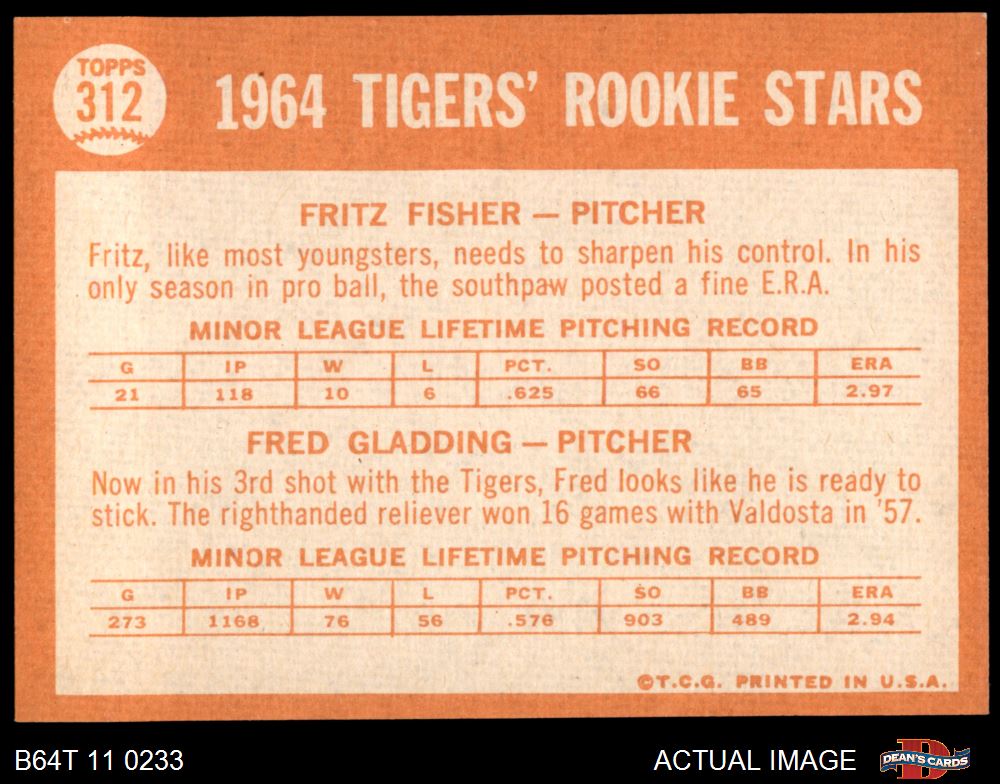 TOPPS
312
1964 TIGERS' ROOKIE STARS
FRITZ FISHER — PITCHER
Fritz, like most youngsters, needs to sharpen his control. In his
only season in pro ball, the southpaw posted a fine E.R.A.
MINOR LEAGUE LIFETIME PITCHING RECORD
G IP W L PCT. SO BB ERA
21 118 10 6 .625 66 65 2.97
FRED GLADDING — PITCHER
Now in his 3rd shot with the Tigers, Fred looks like he is ready to
stick. The righthanded reliever won 16 games with Valdosta in '57.
MINOR LEAGUE LIFETIME PITCHING RECORD
G IP W L PCT. SO BB ERA
273 1168 76 56 .576 903 489 2.94
©T.C.G. PRINTED IN U.S.A.
B64T 11 0233
ACTUAL IMAGE
D
DEAN'S CARDS